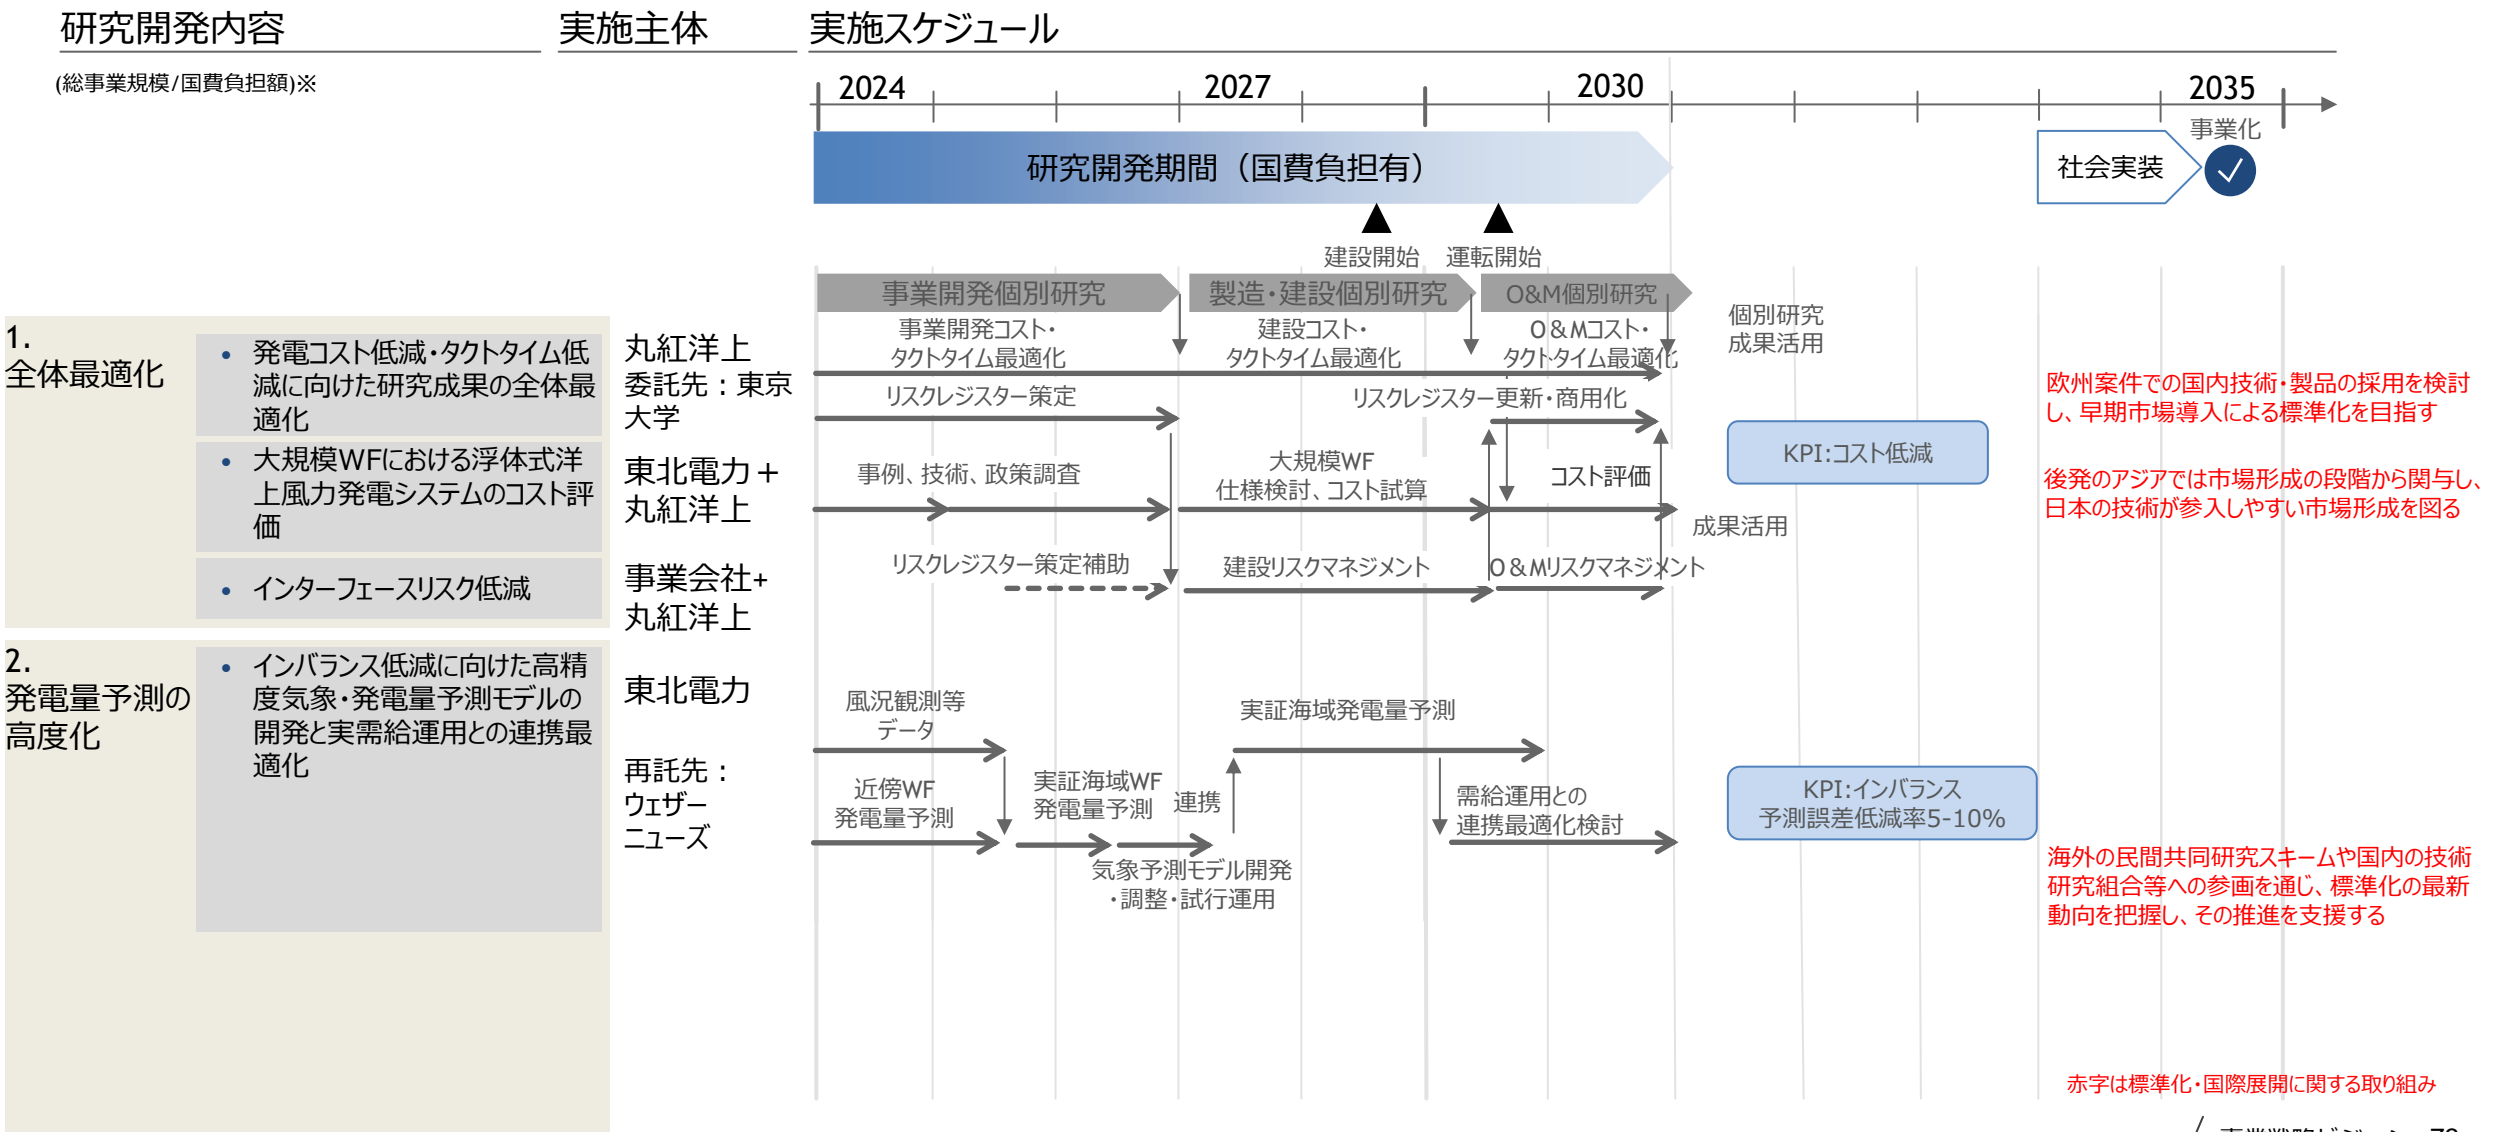 研究開発内容
実施主体
実施スケジュール
(総事業規模/国費負担額)※
2024
2027
2030
2035
事業化
研究開発期間（国費負担有）
社会実装
建設開始
運転開始
事業開発個別研究
製造・建設個別研究
O&M個別研究
1.
全体最適化
・発電コスト低減・タクトタイム低
減に向けた研究成果の全体最
適化
丸紅洋上
委託先：東京
大学
事業開発コスト・
タクトタイム最適化
建設コスト・
タクトタイム最適化
O＆Mコスト・
タクトタイム最適化
個別研究
成果活用
リスクレジスター策定
リスクレジスター更新・商用化
欧州案件での国内技術・製品の採用を検討
し、早期市場導入による標準化を目指す
KPI:コスト低減
・大規模WFにおける浮体式洋
上風力発電システムのコスト評
価
東北電力＋
丸紅洋上
事例、技術、政策調査
大規模WF
仕様検討、コスト試算
コスト評価
成果活用
後発のアジアでは市場形成の段階から関与し、
日本の技術が参入しやすい市場形成を図る
・インターフェースリスク低減
事業会社+
丸紅洋上
リスクレジスター策定補助
建設リスクマネジメント
O＆Mリスクマネジメント
2.
発電量予測の
高度化
・インバランス低減に向けた高精
度気象・発電量予測モデルの
開発と実需給運用との連携最
適化
東北電力
再託先：
ウェザー
ニューズ
風況観測等
データ
実証海域発電量予測
近傍WF
発電量予測
実証海域WF
発電量予測
連携
需給運用との
連携最適化検討
気象予測モデル開発
・調整・試行運用
KPI:インバランス
予測誤差低減率5-10%
海外の民間共同研究スキームや国内の技術
研究組合等への参画を通じ、標準化の最新
動向を把握し、その推進を支援する
赤字は標準化・国際展開に関する取り組み